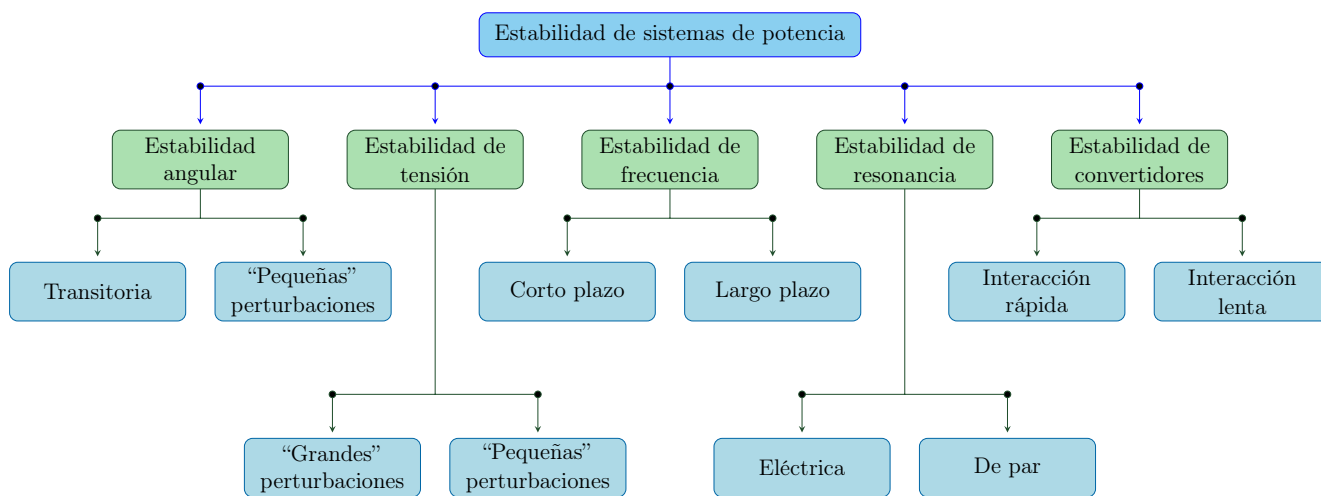 Estabilidad de sistemas de potencia
Estabilidad
angular
Estabilidad de
tensión
Estabilidad de
frecuencia
Estabilidad de
resonancia
Estabilidad de
convertidores
Transitoria
“Pequeñas”
perturbaciones
Corto plazo
Largo plazo
Interacción
rápida
Interacción
lenta
“Grandes”
perturbaciones
“Pequeñas”
perturbaciones
Eléctrica
De par